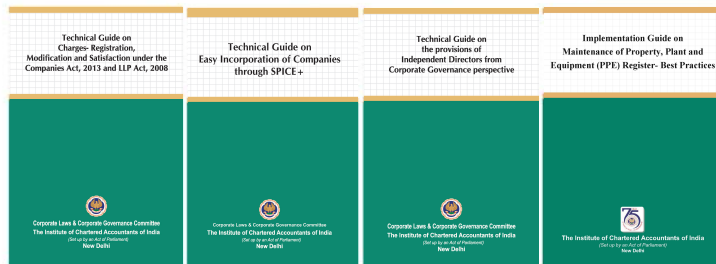 Technical Guide on
Charges- Registration,
Modification and Satisfaction under the
Companies Act, 2013 and LLP Act, 2008
Corporate Laws & Corporate Governance Committee
The Institute of Chartered Accountants of India
(Set up by an Act of Parliament)
New Delhi
Technical Guide on
Easy Incorporation of Companies
through SPICE+
Corporate Laws & Corporate Governance Committee
The Institute of Chartered Accountants of India
(Set up by an Act of Parliament)
New Delhi
Technical Guide on
the provisions of
Independent Directors from
Corporate Governance perspective
Corporate Laws & Corporate Governance Committee
The Institute of Chartered Accountants of India
(Set up by an Act of Parliament)
New Delhi
Implementation Guide on
Maintenance of Property, Plant and
Equipment (PPE) Register- Best Practices
75
The Institute of Chartered Accountants of India
(Set up by an Act of Parliament)
New Delhi